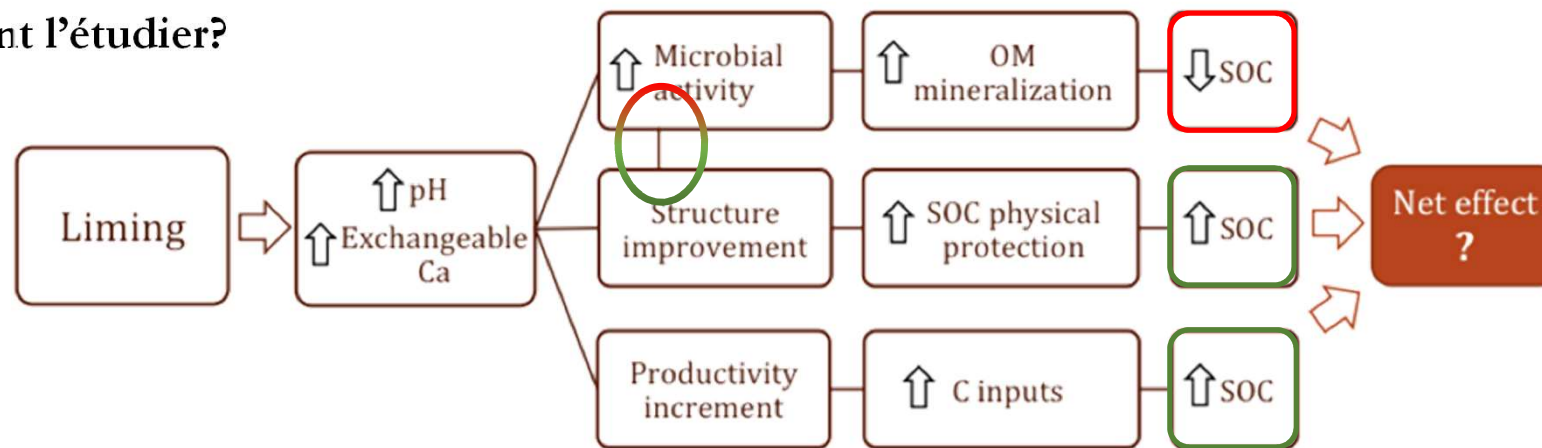 nt l'étudier?
Liming
pH
Exchangeable
Ca
Microbial
activity
OM
mineralization
SOC
Structure
improvement
SOC physical
protection
SOC
Productivity
increment
C inputs
SOC
Net effect
?